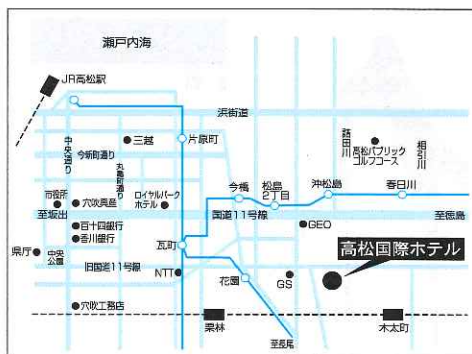 瀬戸内海
JR高松駅
浜街道
中央通り
今新町通り
三越
丸亀町通り
片原町
詰田川
高松パブリック
ゴルフコース
相引川
市役所
穴吹興産
ロイヤルパーク
ホテル
今橋
松島
2丁目
沖松島
春日川
至坂出
国道11号線
至徳島
百十四銀行
香川銀行
GEO
県庁
中央
公園
瓦町
高松国際ホテル
旧国道11号線
NTT
花園
GS
穴吹工務店
栗林
木太町
至長尾